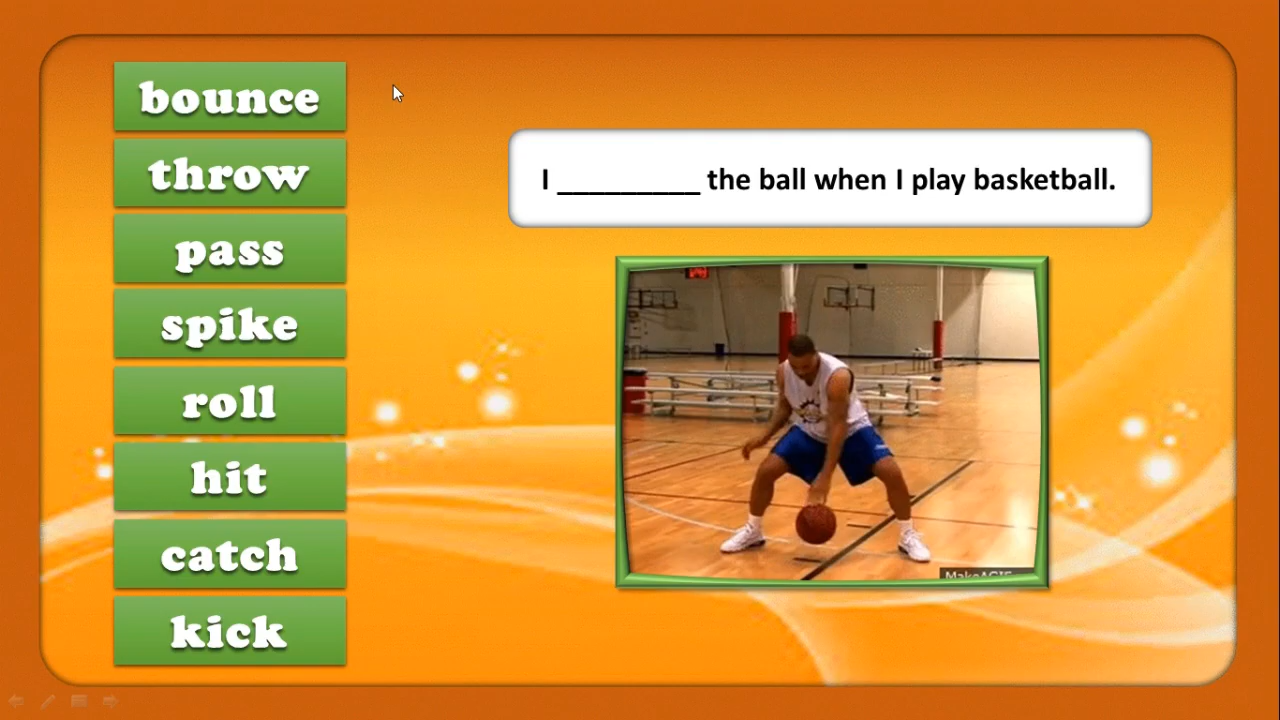 bounce
throw
pass
spike
roll
hit
catch
kick
I _________ the ball when I play basketball.